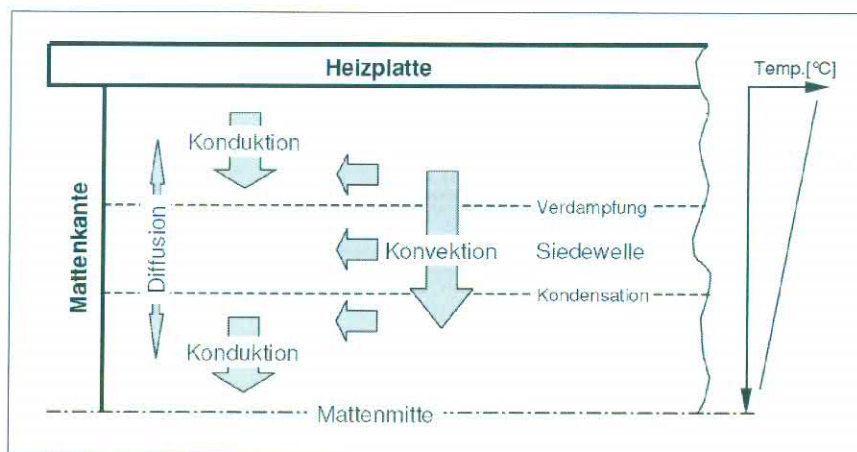 Heizplatte
Temp.[°C]
Konduktion
Mattenkante
Diffusion
Verdampfung
Konvektion
Siedewelle
Kondensation
Konduktion
Mattenmitte